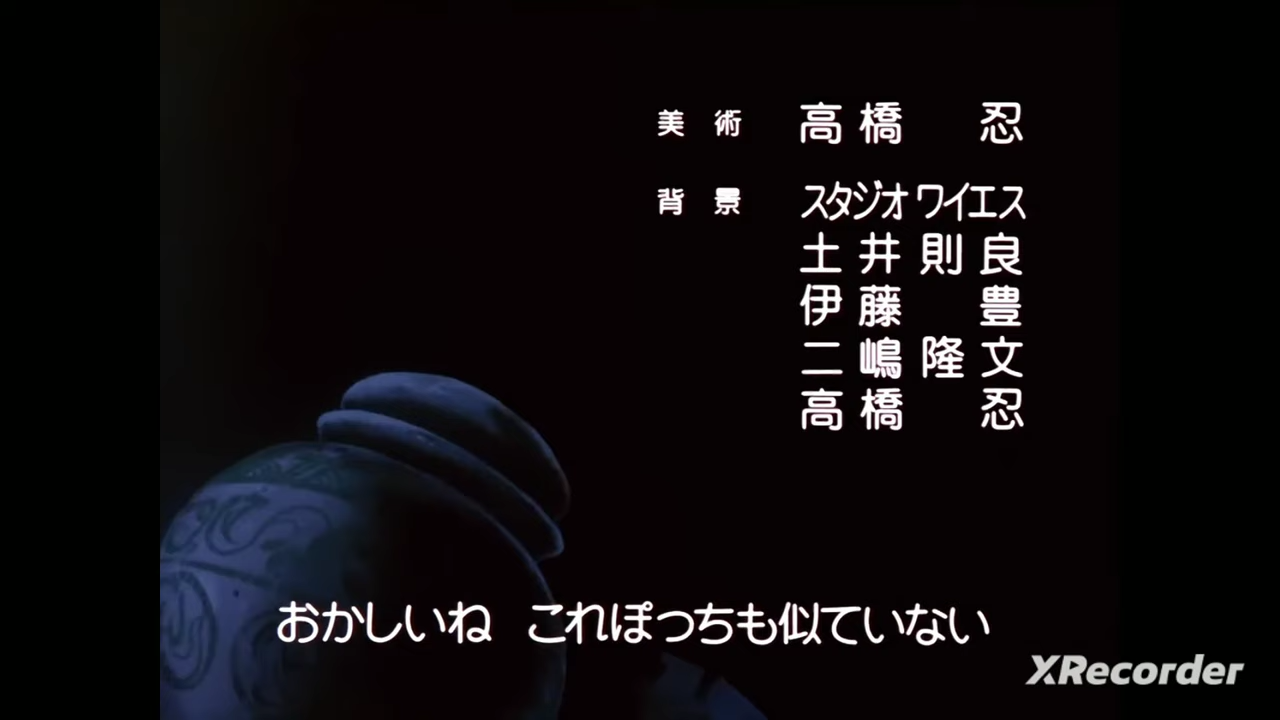 美術 高橋 忍
背景 スタジオワイエス
土井則良
伊藤 豊
二嶋隆文
高橋 忍
おかしいね これぽっちも似ていない
XRecorder